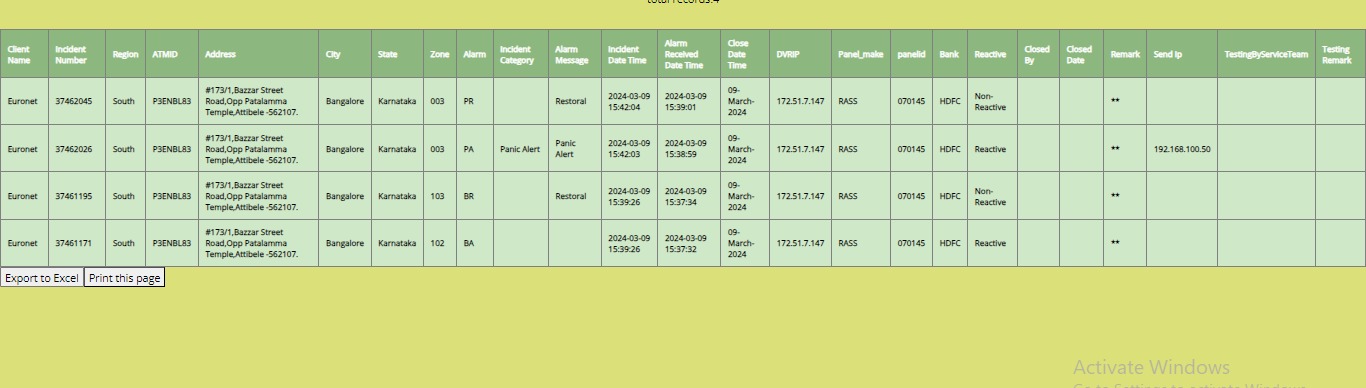 total records:4
Client Name Incident Number Region ATMID Address City State Zone Alarm Incident Category Alarm Message Incident Date Time Alarm Received Date Time Close Date Time DVRIP Panel_make panelid Bank Reactive Closed By Closed Date Remark Send Ip TestingByServiceTeam Testing Remark
Euronet 37462045 South P3ENBL83 #173/1,Bazzar Street Road,Opp Patalamma Temple,Attibele -562107. Bangalore Karnataka 003 PR Restoral 2024-03-09 15:42:04 2024-03-09 15:39:01 09-March-2024 172.51.7.147 RASS 070145 HDFC Non-Reactive **
Euronet 37462026 South P3ENBL83 #173/1,Bazzar Street Road,Opp Patalamma Temple,Attibele -562107. Bangalore Karnataka 003 PA Panic Alert Panic Alert 2024-03-09 15:42:03 2024-03-09 15:38:59 09-March-2024 172.51.7.147 RASS 070145 HDFC Reactive ** 192.168.100.50
Euronet 37461195 South P3ENBL83 #173/1,Bazzar Street Road,Opp Patalamma Temple,Attibele -562107. Bangalore Karnataka 103 BR Restoral 2024-03-09 15:39:26 2024-03-09 15:37:34 09-March-2024 172.51.7.147 RASS 070145 HDFC Non-Reactive **
Euronet 37461171 South P3ENBL83 #173/1,Bazzar Street Road,Opp Patalamma Temple,Attibele -562107. Bangalore Karnataka 102 BA 2024-03-09 15:39:26 2024-03-09 15:37:32 09-March-2024 172.51.7.147 RASS 070145 HDFC Reactive **
Export to Excel Print this page
Activate Windows
Go to Settings to activate Windows.